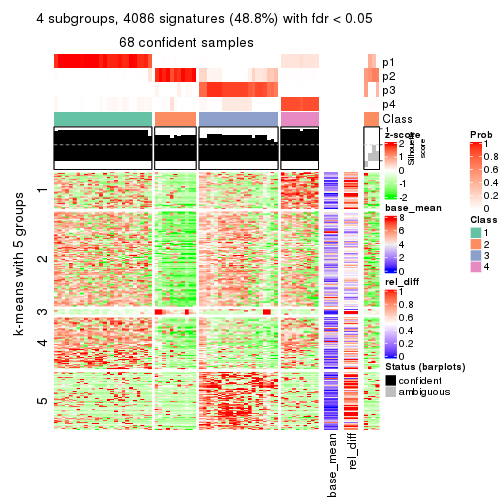 4 subgroups, 4086 signatures (48.8%) with fdr < 0.05
68 confident samples
p1
p2
p3
p4
Class
1
Silhouette
score
z-score
2
1
0
-1
-2
Prob
1
0.8
0.6
0.4
0.2
0
base_mean
8
6
4
2
0
Class
1
2
3
4
rel_diff
1
0.8
0.6
0.4
0.2
0
Status (barplots)
confident
ambiguous
k-means with 5 groups
1
2
3
4
5
base_mean
rel_diff